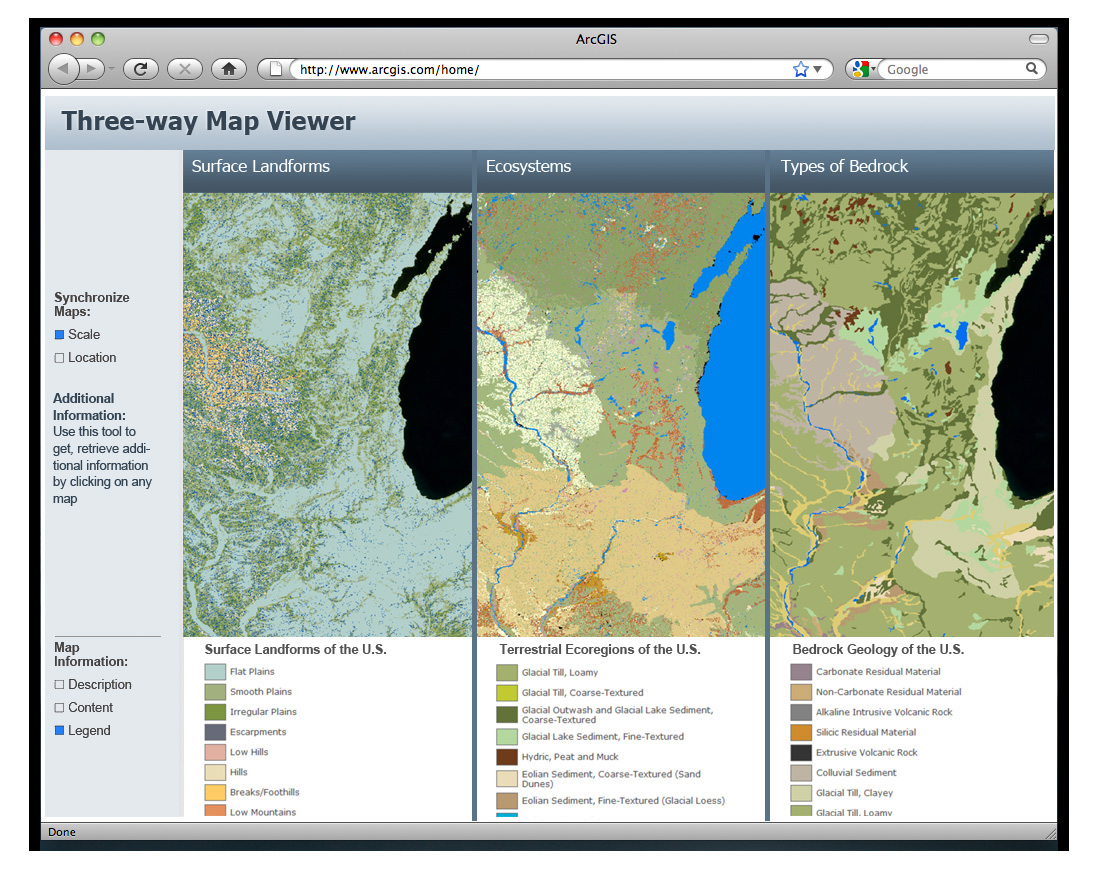 ArcGIS
http://www.arcgis.com/home/
Google
Three-way Map Viewer
Surface Landforms
Ecosystems
Types of Bedrock
Synchronize
Maps:
Scale
Location
Additional
Information:
Use this tool to
get, retrieve addi-
tional information
by clicking on any
map
Map
Information:
Description
Content
Legend
Surface Landforms of the U.S.
Flat Plains
Smooth Plains
Irregular Plains
Escarpments
Low Hills
Hills
Breaks/Foothills
Low Mountains
Terrestrial Ecoregions of the U.S.
Glacial Till, Loamy
Glacial Till, Coarse-Textured
Glacial Outwash and Glacial Lake Sediment,
Coarse-Textured
Glacial Lake Sediment, Fine-Textured
Hydric, Peat and Muck
Eolian Sediment, Coarse-Textured (Sand
Dunes)
Eolian Sediment, Fine-Textured (Glacial Loess)
Bedrock Geology of the U.S.
Carbonate Residual Material
Non-Carbonate Residual Material
Alkaline Intrusive Volcanic Rock
Silicic Residual Material
Extrusive Volcanic Rock
Colluvial Sediment
Glacial Till, Clayey
Glacial Till, Loamy
Done